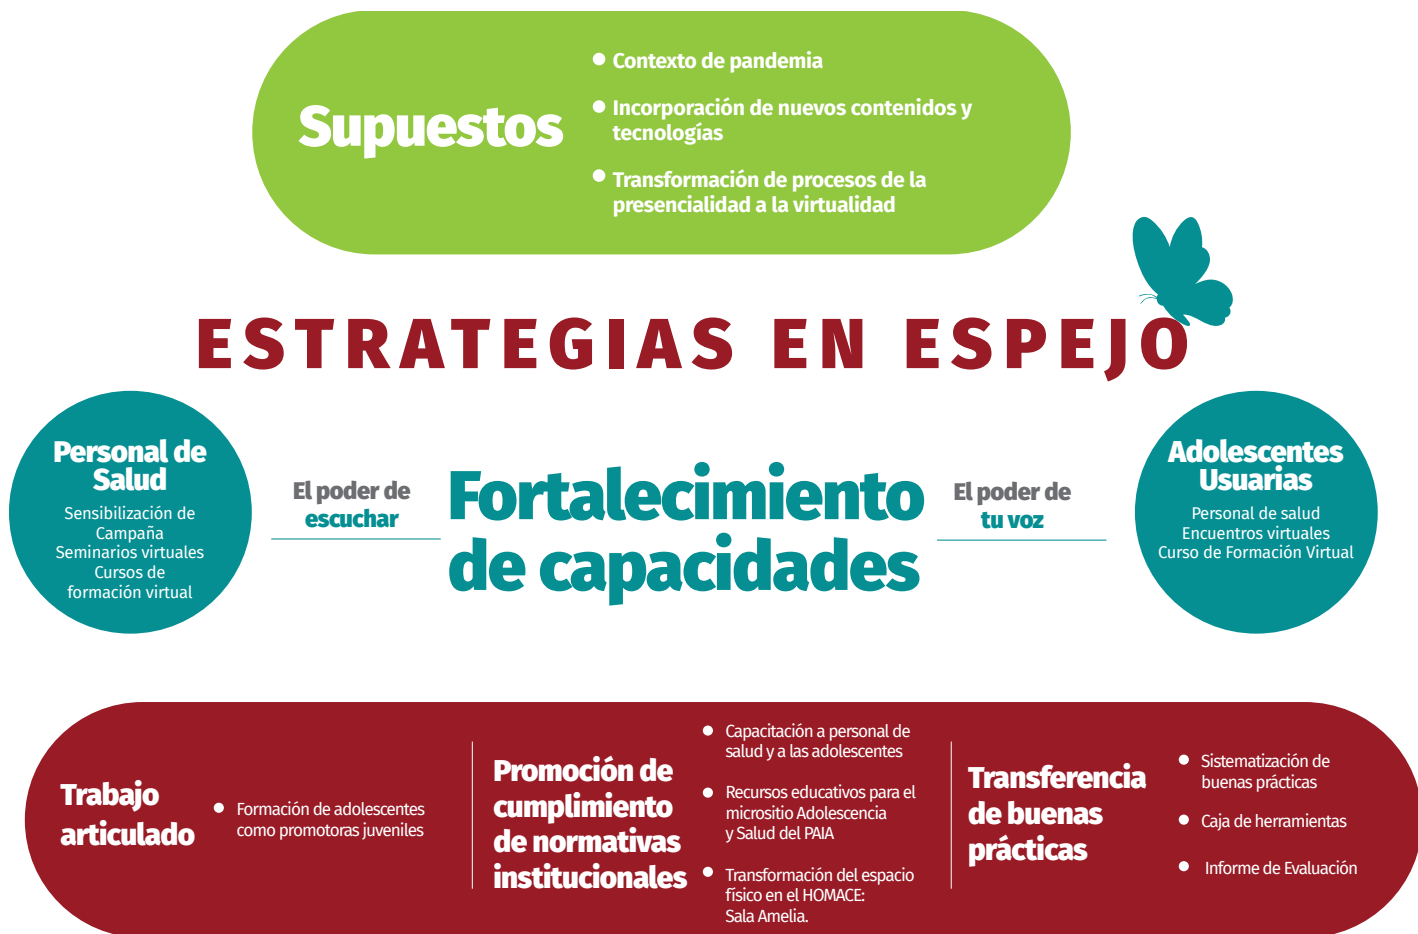 Supuestos
Contexto de pandemia
Incorporación de nuevos contenidos y
tecnologías
Transformación de procesos de la
presencialidad a la virtualidad
ESTRATEGIAS EN ESPEJO
Personal de
Salud
Sensibilización de
Campaña
Seminarios virtuales
Cursos de
formación virtual
El poder de
escuchar
Fortalecimiento
de capacidades
El poder de
tu voz
Adolescentes
Usuarias
Personal de salud
Encuentros virtuales
Curso de Formación Virtual
Trabajo
articulado
Formación de adolescentes
como promotoras juveniles
Promoción de
cumplimiento
de normativas
institucionales
Capacitación a personal de
salud y a las adolescentes
Recursos educativos para el
micrositio Adolescencia
y Salud del PAIA
Transformación del espacio
físico en el HOMACE:
Sala Amelia.
Transferencia
de buenas
prácticas
Sistematización de
buenas prácticas
Caja de herramientas
Informe de Evaluación